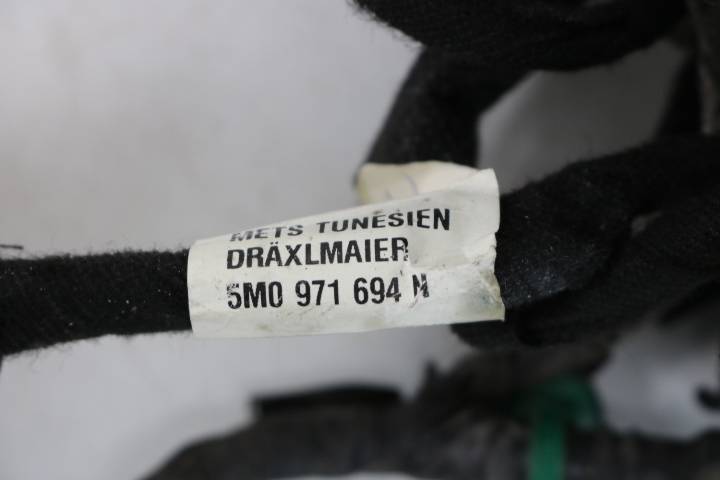 METS TUNESIEN
DRÄXLMAIER
5M0 971 694 N